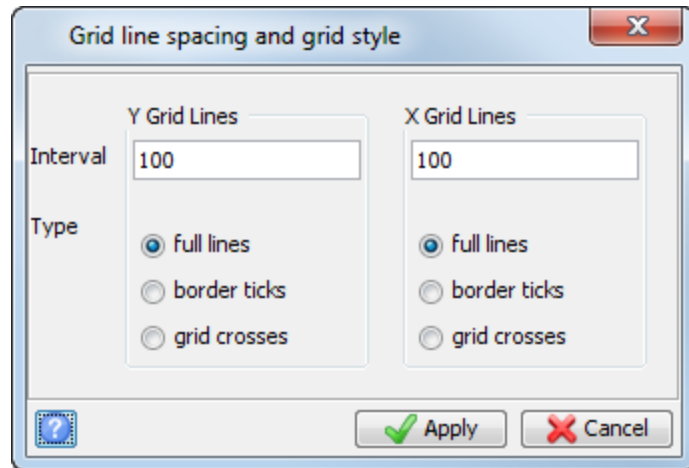 Grid line spacing and grid style
Y Grid Lines X Grid Lines
Interval 100 100
Type
full lines full lines
border ticks border ticks
grid crosses grid crosses
? Apply Cancel